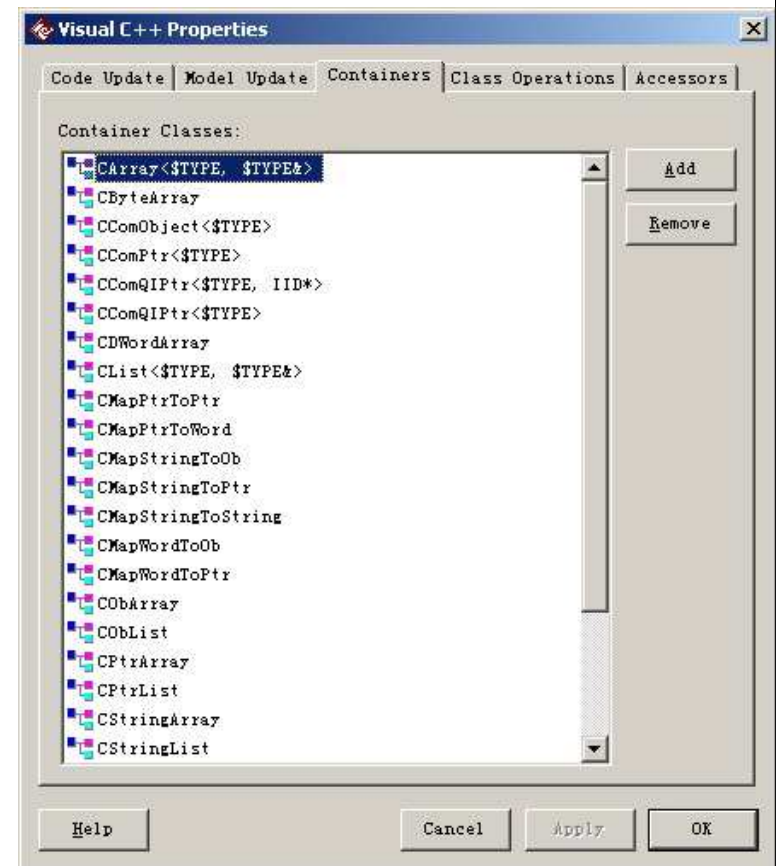 Visual C++ Properties
Code Update Model Update Containers Class Operations Accessors
Container Classes:
CArray<$TYPE, $TYPE&>
CByteArray
CComObject<$TYPE>
CComPtr<$TYPE>
CComQIPtr<$TYPE, IID*>
CComQIPtr<$TYPE>
CDWordArray
CList<$TYPE, $TYPE&>
CMapPtrToPtr
CMapPtrToWord
CMapStringToOb
CMapStringToPtr
CMapStringToString
CMapWordToOb
CMapWordToPtr
CObArray
CObList
CPtrArray
CPtrList
CStringArray
CStringList
Add
Remove
Help Cancel Apply OK